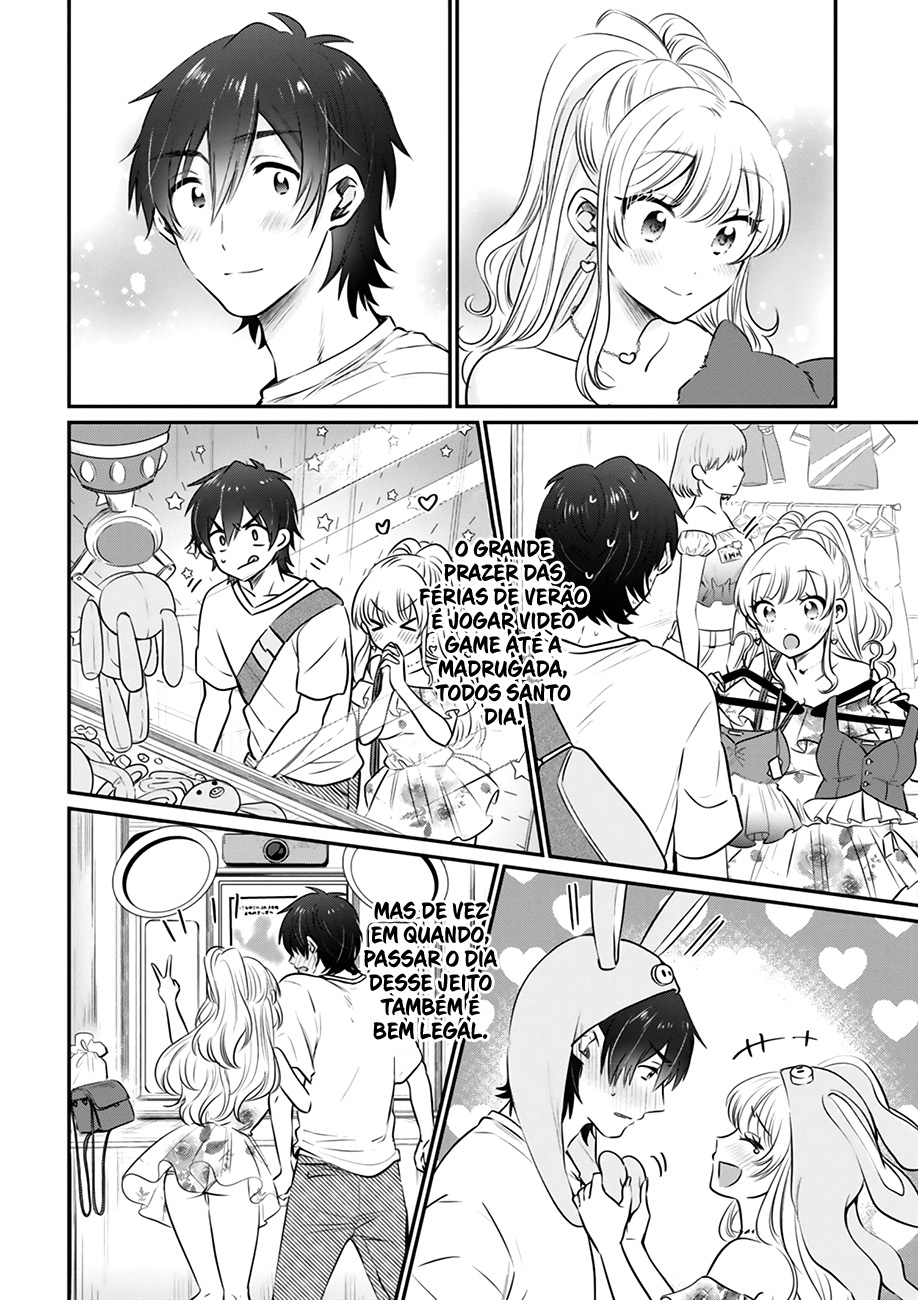 O GRANDE
PRAZER DAS
FÉRIAS DE VERÃO
É JOGAR VIDEO
GAME ATÉ A
MADRUGADA,
TODOS SANTO
DIA.
MAS DE VEZ
EM QUANDO,
PASSAR O DIA
DESSE JEITO
TAMBÉM É
BEM LEGAL.